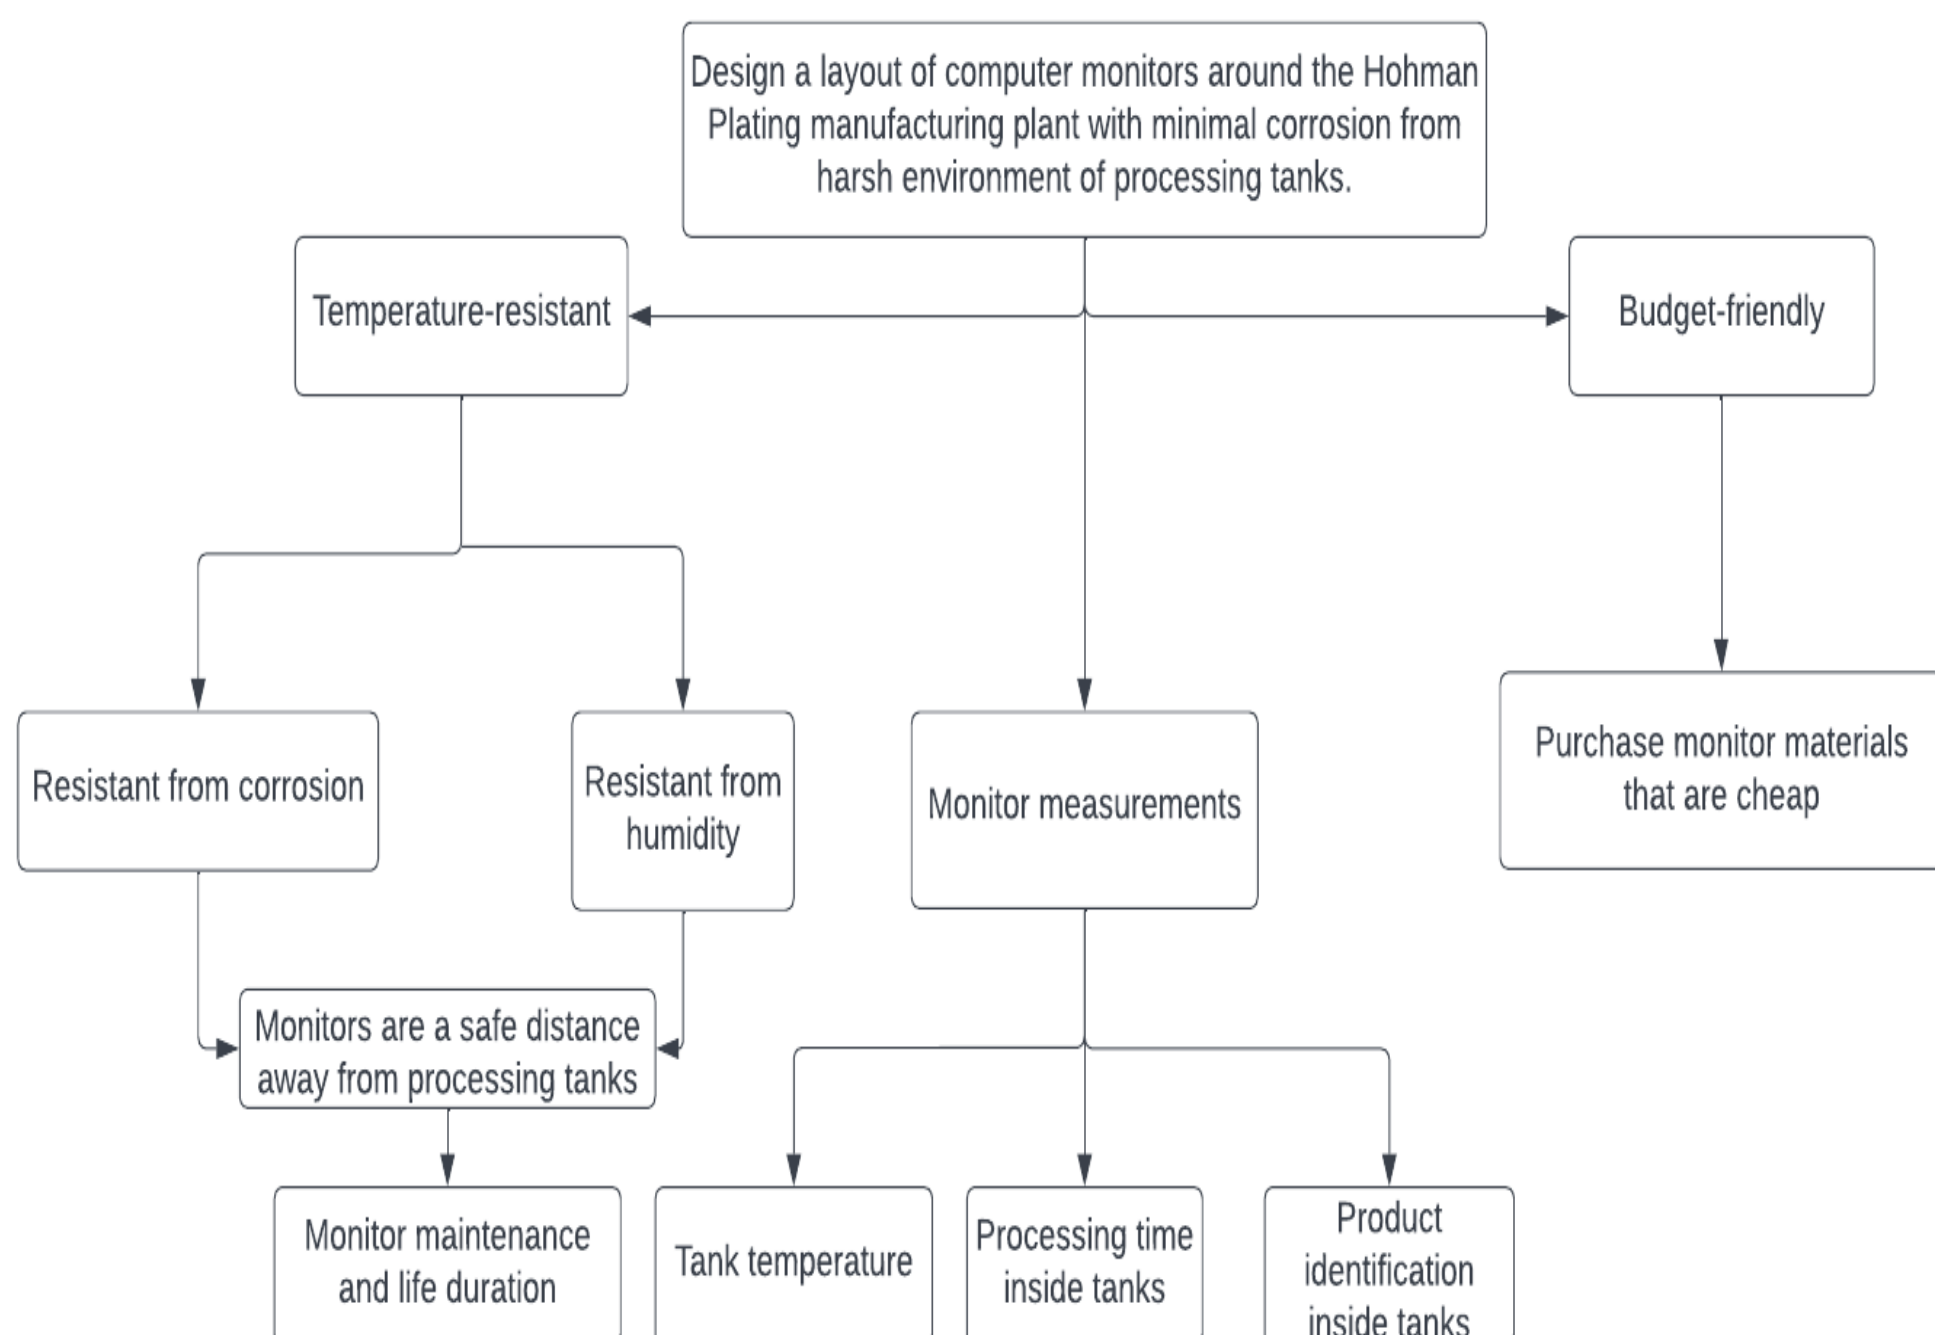 Design a layout of computer monitors around the Hohman
Plating manufacturing plant with minimal corrosion from
harsh environment of processing tanks.
Temperature-resistant
Budget-friendly
Resistant from corrosion
Resistant from
humidity
Monitor measurements
Purchase monitor materials
that are cheap
Monitors are a safe distance
away from processing tanks
Monitor maintenance
and life duration
Tank temperature
Processing time
inside tanks
Product
identification
inside tanks